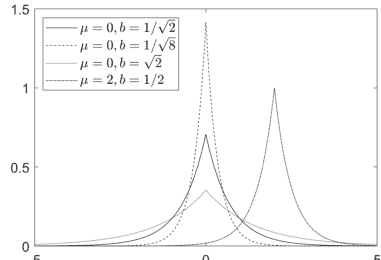 1.5
μ = 0, b = 1/√2
μ = 0, b = 1/√8
μ = 0, b = √2
μ = 2, b = 1/2
1
0.5
0
-5 0 5